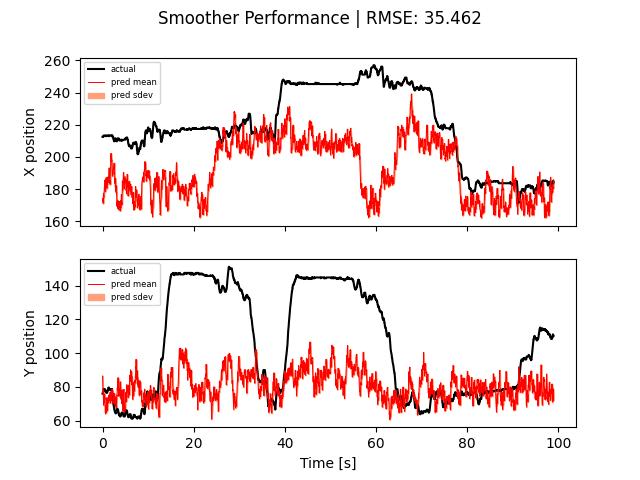 Smoother Performance | RMSE: 35.462
260
240
220
200
180
160
X position
actual
pred mean
pred sdev
140
120
100
80
60
Y position
actual
pred mean
pred sdev
0 20 40 60 80 100
Time [s]